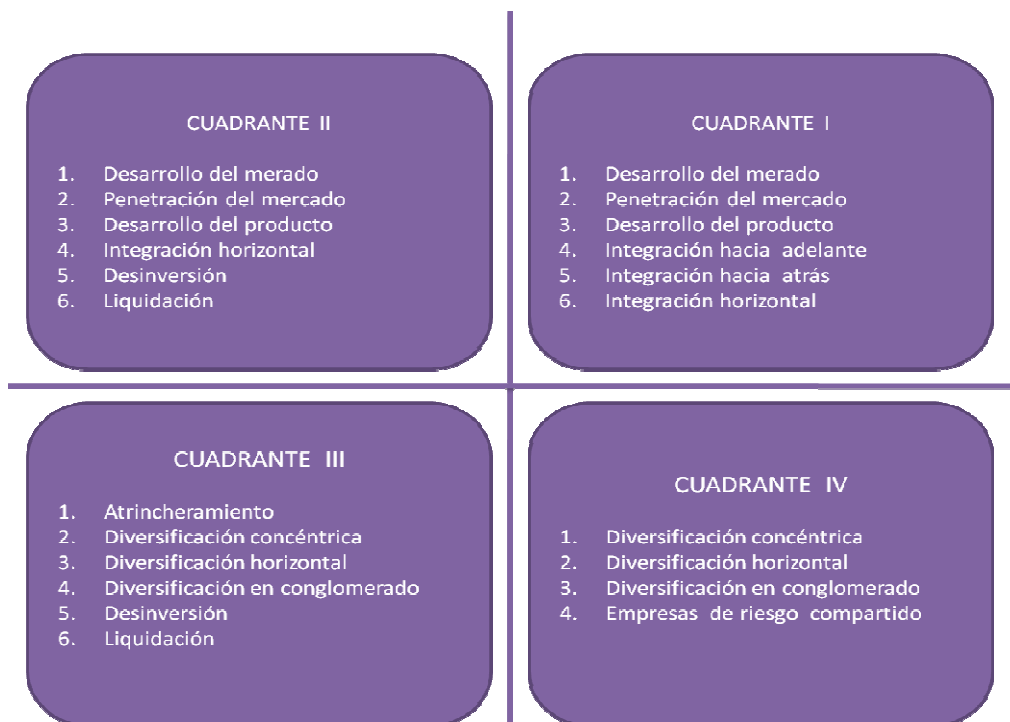 CUADRANTE II
1. Desarrollo del merado
2. Penetración del mercado
3. Desarrollo del producto
4. Integración horizontal
5. Desinversión
6. Liquidación
CUADRANTE I
1. Desarrollo del merado
2. Penetración del mercado
3. Desarrollo del producto
4. Integración hacia adelante
5. Integración hacia atrás
6. Integración horizontal
CUADRANTE III
1. Atrincheramiento
2. Diversificación concéntrica
3. Diversificación horizontal
4. Diversificación en conglomerado
5. Desinversión
6. Liquidación
CUADRANTE IV
1. Diversificación concéntrica
2. Diversificación horizontal
3. Diversificación en conglomerado
4. Empresas de riesgo compartido